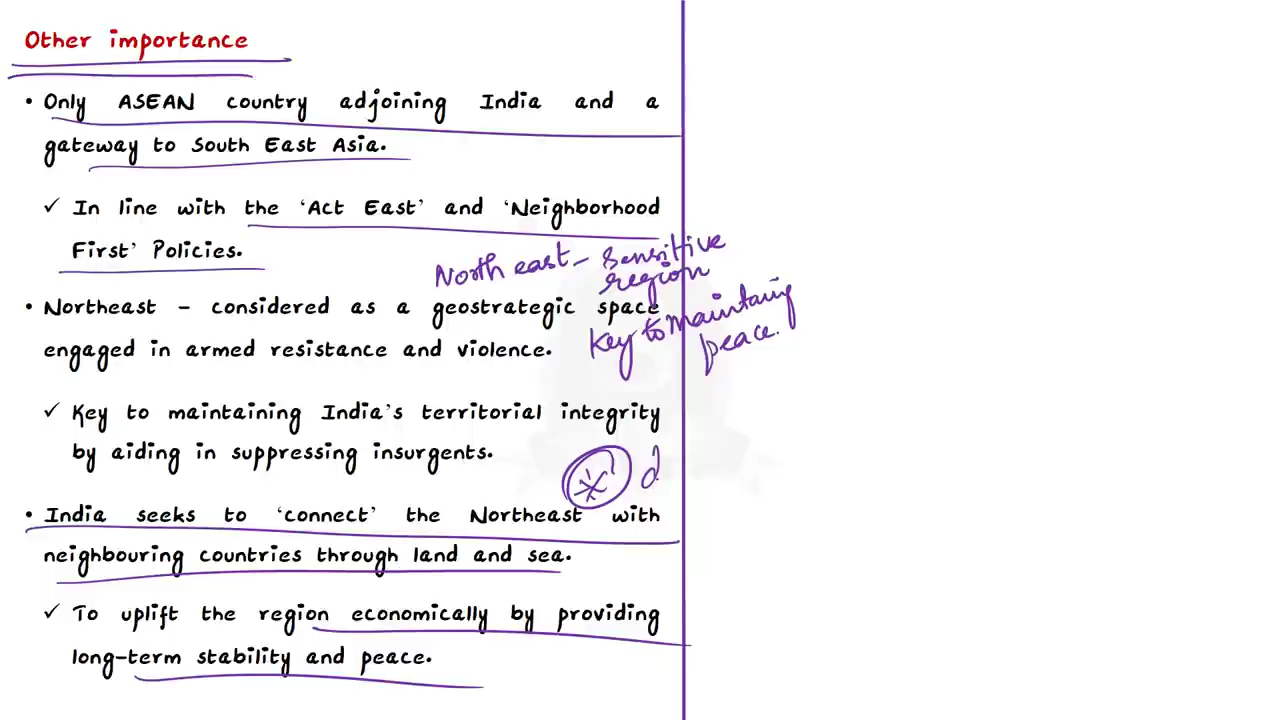 Other importance
• Only ASEAN country adjoining India and a
gateway to South East Asia.
✓ In line with the ‘Act East’ and ‘Neighborhood
First’ Policies.
North east – sensitive
region
• Northeast – considered as a geostrategic space
engaged in armed resistance and violence.
Key to maintaing
peace.
✓ Key to maintaining India’s territorial integrity
by aiding in suppressing insurgents.
• India seeks to ‘connect’ the Northeast with
neighbouring countries through land and sea.
✓ To uplift the region economically by providing
long-term stability and peace.